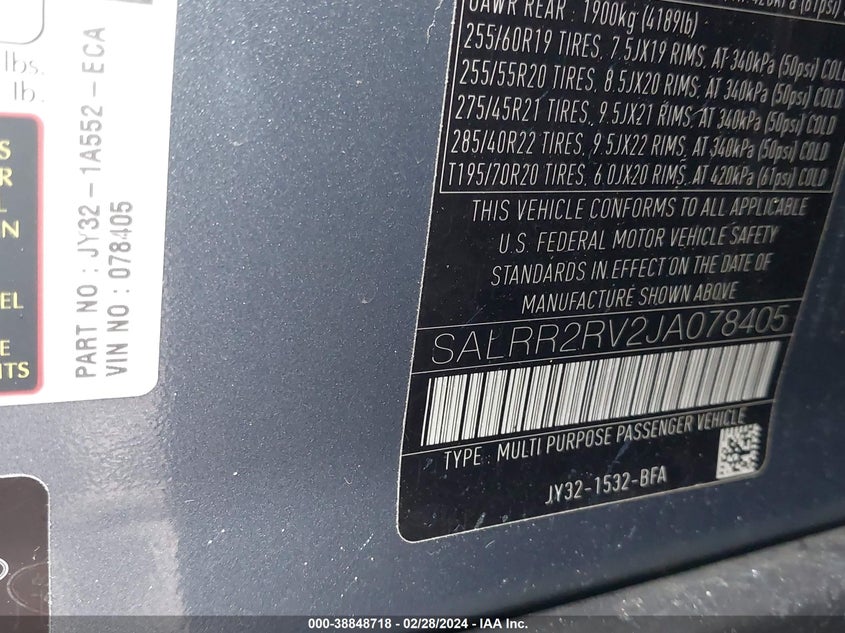 lbs.
lb.
S
R
L
N
EL
E
ITS
PART NO : JY32-1A552-ECA
VIN NO : 078405
GAWR REAR : 1900kg (4189lb)
255/60R19 TIRES, 7.5JX19 RIMS, AT 340kPa (50psi) COLD
255/55R20 TIRES, 8.5JX20 RIMS, AT 340kPa (50psi) COLD
275/45R21 TIRES, 9.5JX21 RIMS, AT 340kPa (50psi) COLD
285/40R22 TIRES, 9.5JX22 RIMS, AT 340kPa (50psi) COLD
T195/70R20 TIRES, 6.0JX20 RIMS, AT 420kPa (61psi) COLD
THIS VEHICLE CONFORMS TO ALL APPLICABLE
U.S. FEDERAL MOTOR VEHICLE SAFETY
STANDARDS IN EFFECT ON THE DATE OF
MANUFACTURE SHOWN ABOVE
SALRR2RV2JA078405
TYPE : MULTI PURPOSE PASSENGER VEHICLE
JY32-1532-BFA
000-38848718 - 02/28/2024 - IAA Inc.